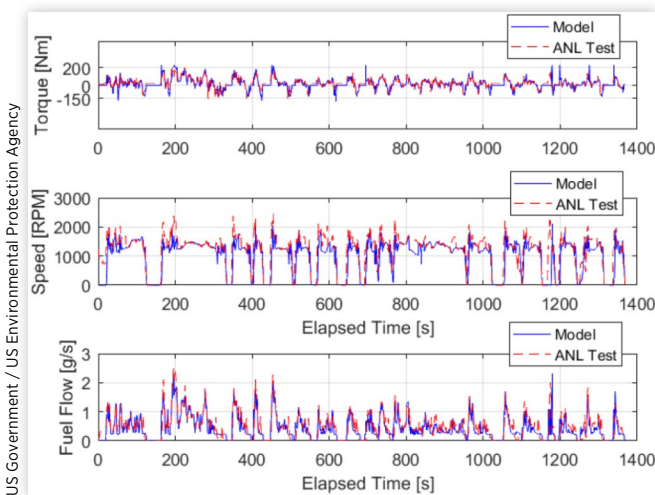 US Government / US Environmental Protection Agency
Model
ANL Test
Torque [Nm]
200
0
-150
0 200 400 600 800 1000 1200 1400
Model
ANL Test
Speed [RPM]
3000
2000
1000
0
0 200 400 600 800 1000 1200 1400
Elapsed Time [s]
Model
ANL Test
Fuel Flow [g/s]
3
2
1
0
0 200 400 600 800 1000 1200 1400
Elapsed Time [s]